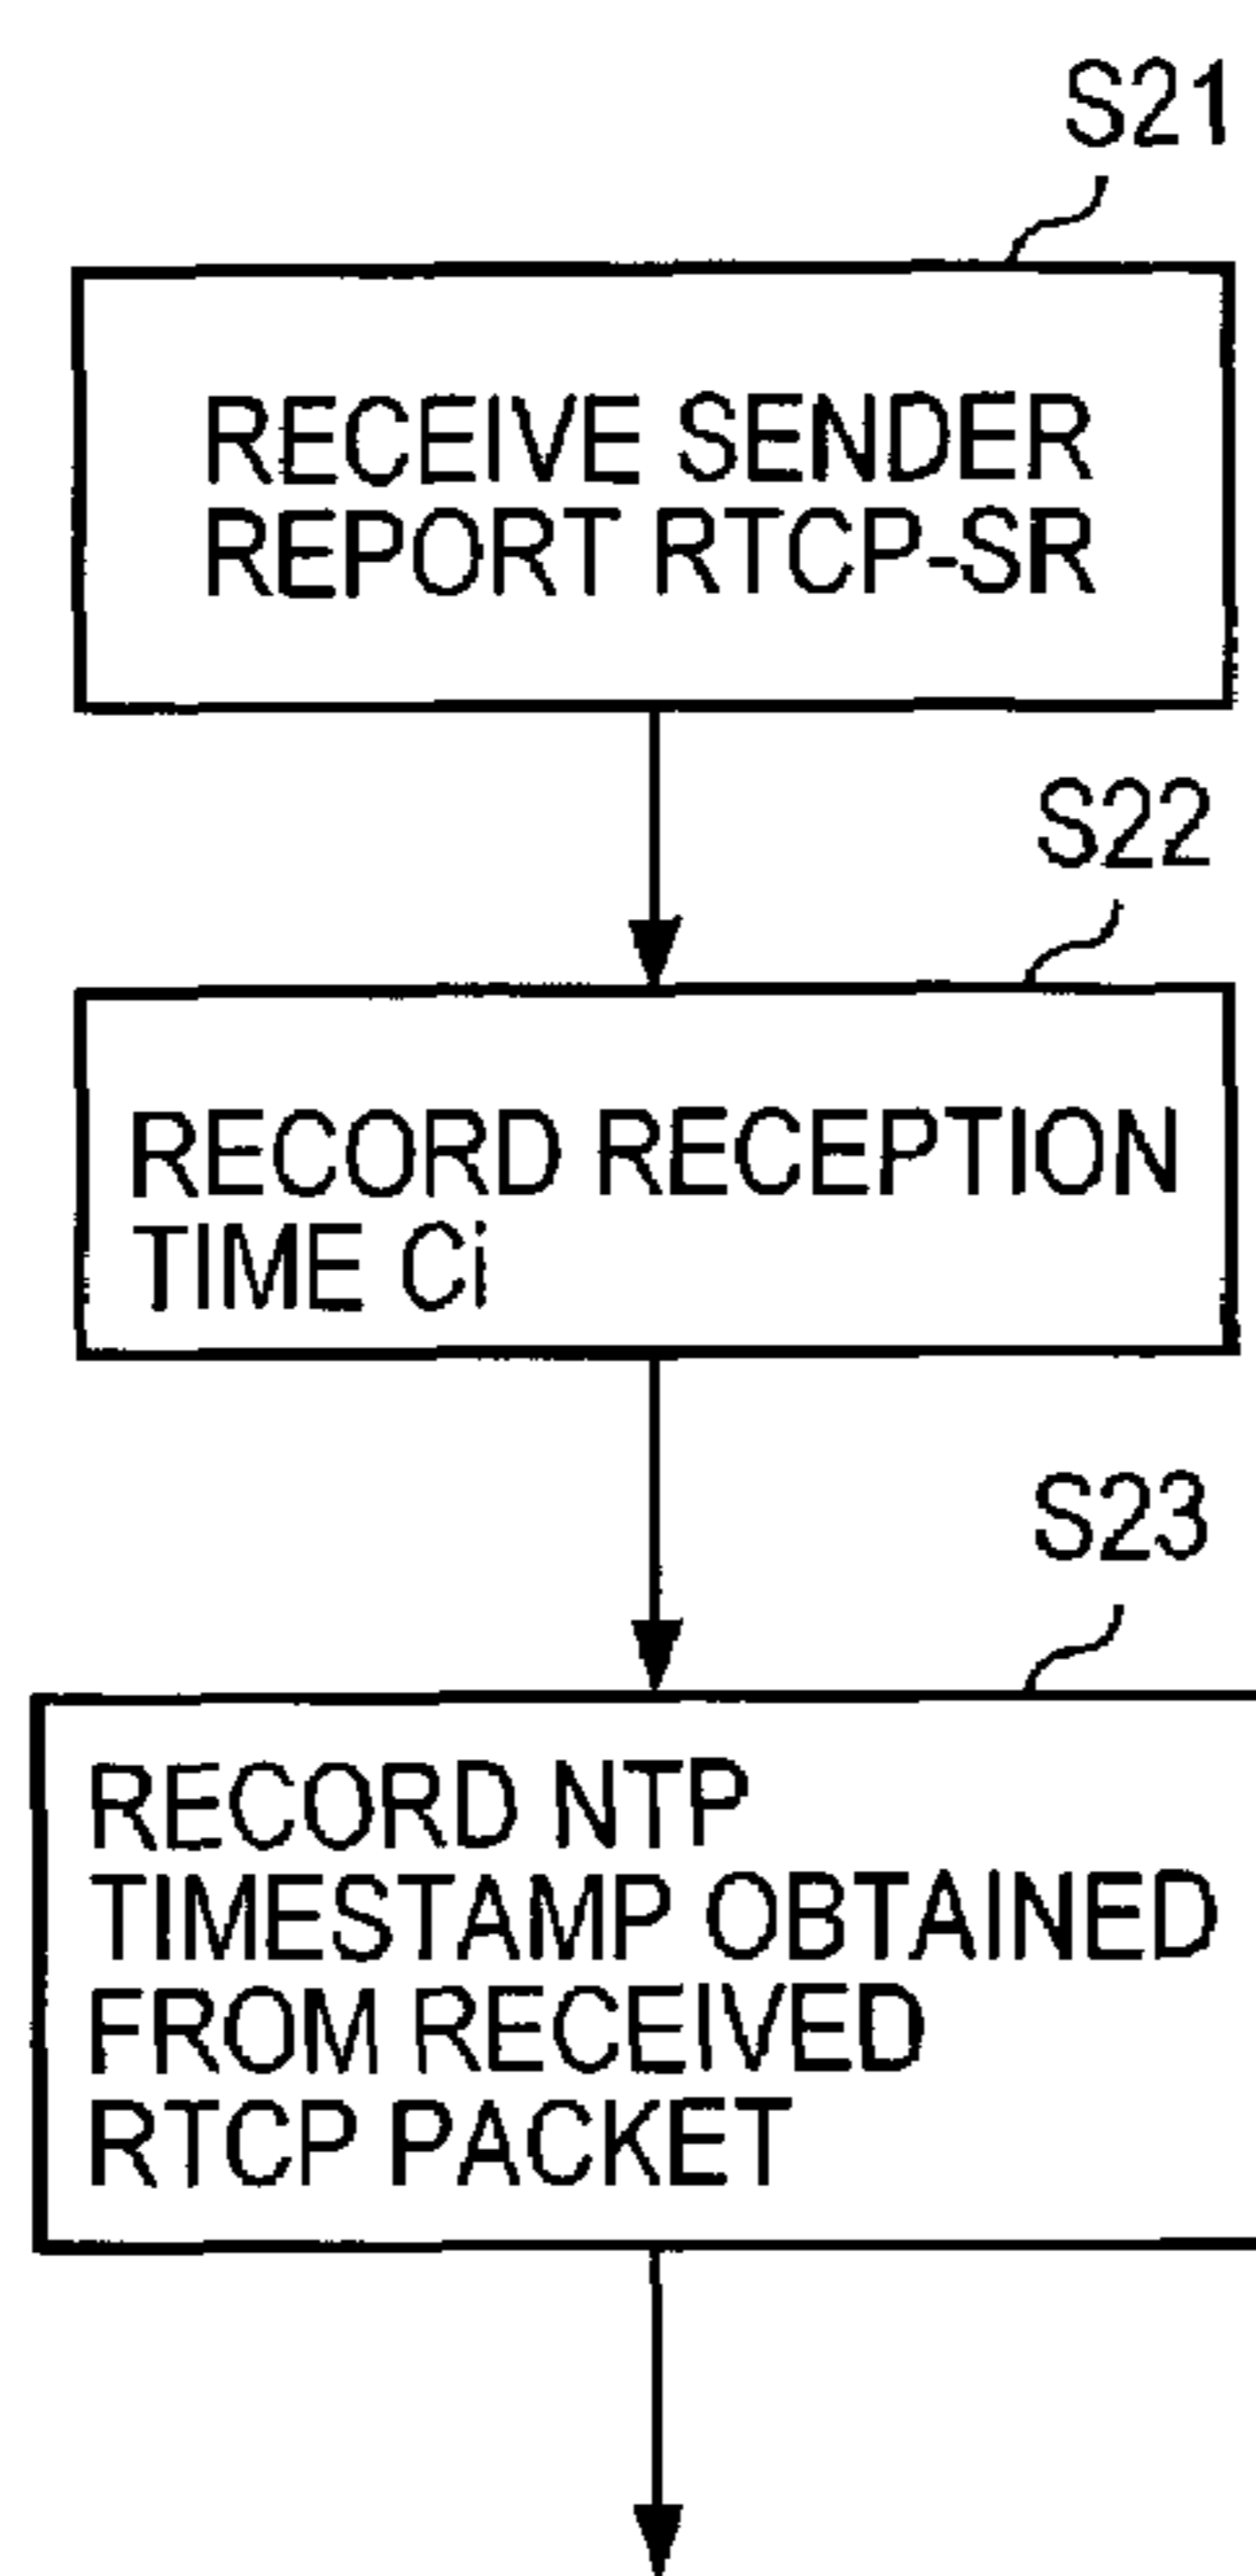 S21
RECEIVE SENDER
REPORT RTCP-SR
S22
RECORD RECEPTION
TIME Ci
S23
RECORD NTP
TIMESTAMP OBTAINED
FROM RECEIVED
RTCP PACKET